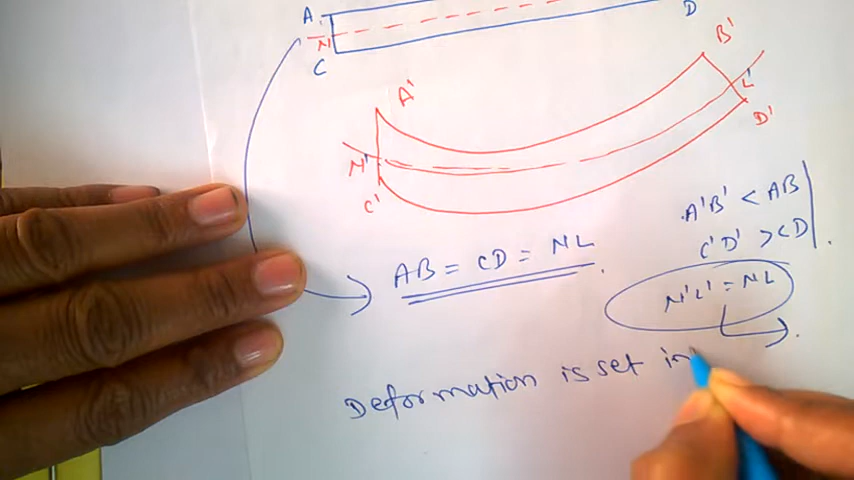 A
N
C
D
A'
B'
L'
D'
N'
C'
A'B' < AB
C'D' > CD
AB = CD = NL
N'L' = NL
Deformation is set in